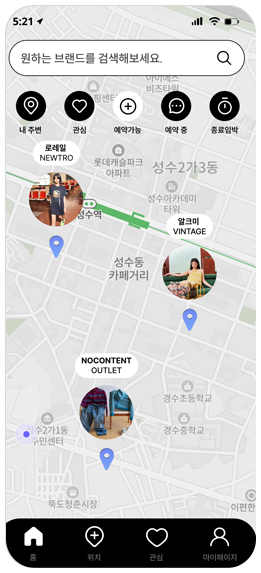 5:21
원하는 브랜드를 검색해보세요.
아이에스
비즈타워
핑센터
내 주변
관심
예약가능
예약 중
종료임박
로레일
NEWTRO
롯데캐슬파크
아파트
성수2가3동
성수아카데미
타워
성수역
알크미
VINTAGE
성수동
카페거리
NOCONTENT
OUTLET
경수초등학교
수2가1동
주민센터
경수중학교
뚝도청춘시장
이편한
홈
위치
관심
마이페이지